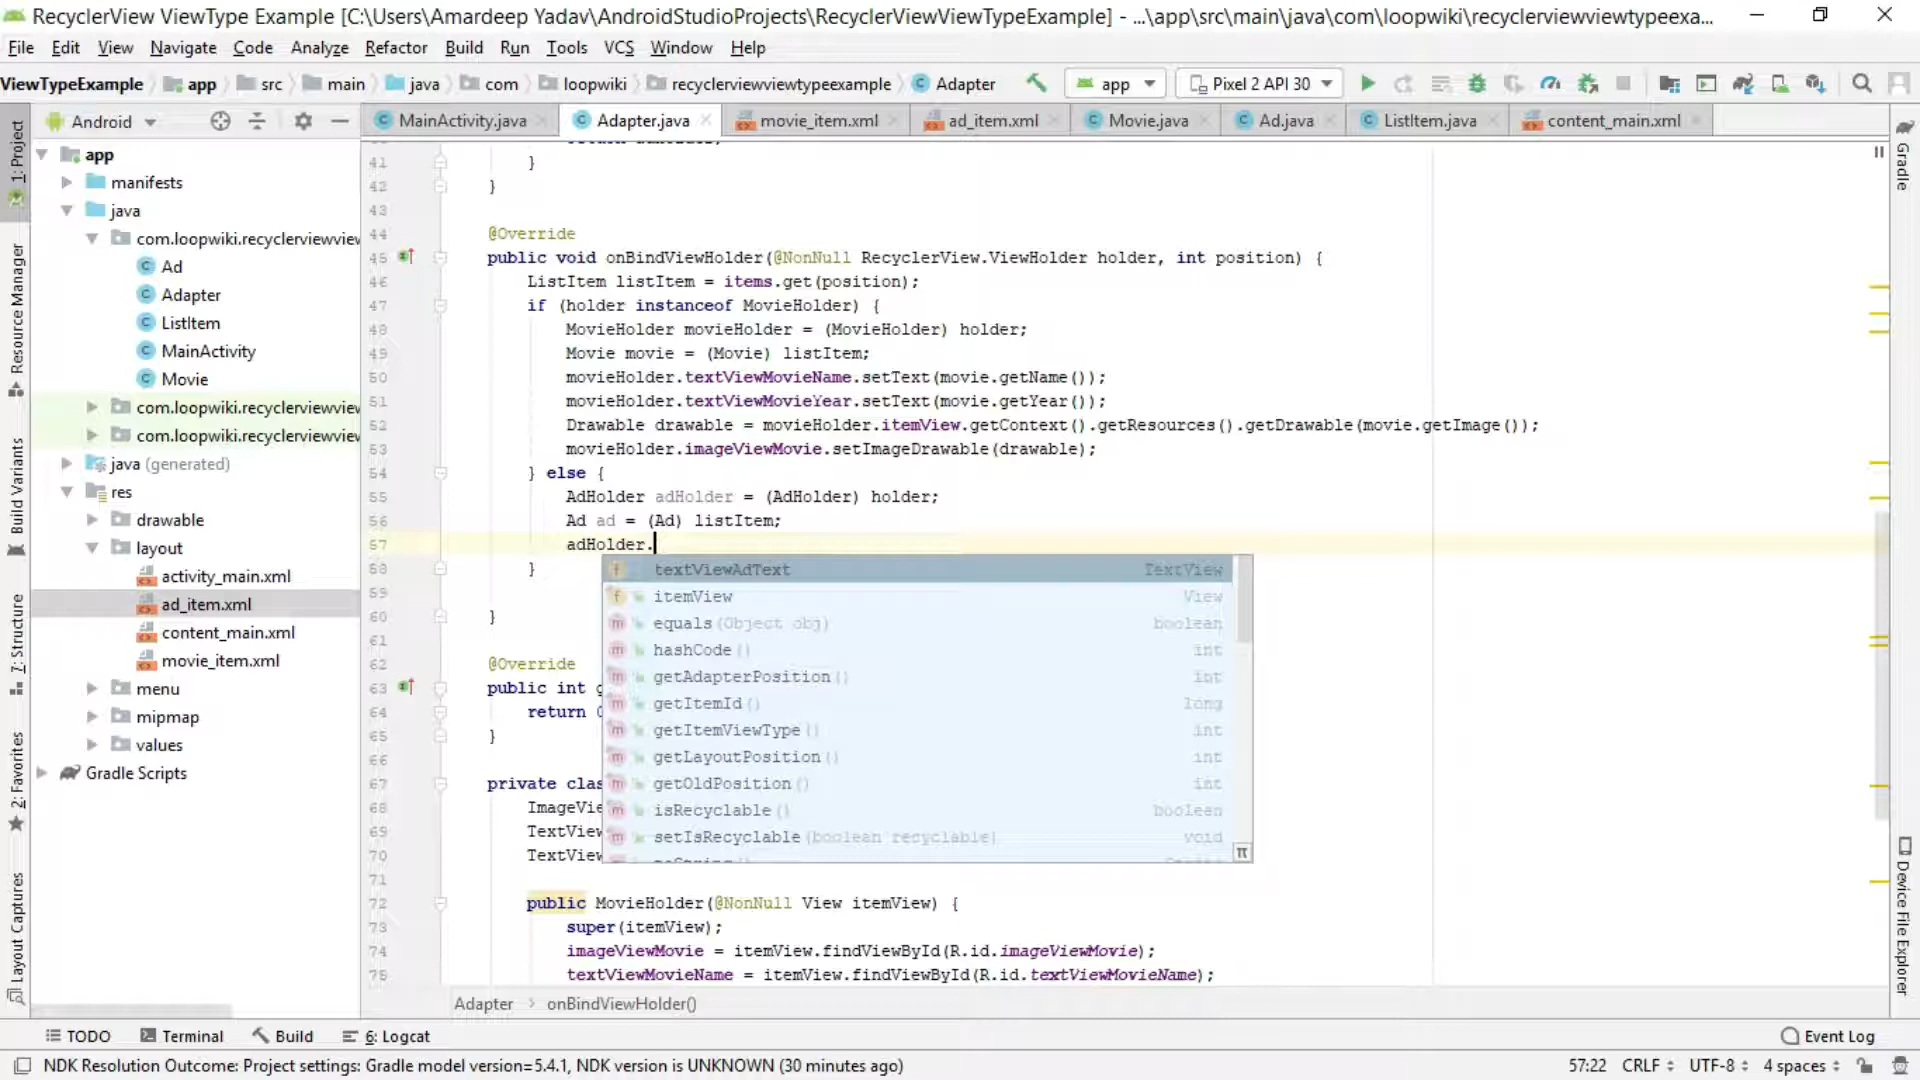 RecyclerView ViewType Example [C:\Users\Amardeep Yadav\AndroidStudioProjects\RecyclerViewViewTypeExample] - ...\app\src\main\java\com\loopwiki\recyclerviewviewtypeexa...
File Edit View Navigate Code Analyze Refactor Build Run Tools VCS Window Help
ViewTypeExample app src main java com loopwiki recyclerviewviewtypeexample Adapter app Pixel 2 API 30
1: Project
Resource Manager
Build Variants
7: Structure
2: Favorites
Layout Captures
Android
app
manifests
java
com.loopwiki.recyclerviewview
Ad
Adapter
ListItem
MainActivity
Movie
com.loopwiki.recyclerviewview
com.loopwiki.recyclerviewview
java (generated)
res
drawable
layout
activity_main.xml
ad_item.xml
content_main.xml
movie_item.xml
menu
mipmap
values
Gradle Scripts
MainActivity.java Adapter.java movie_item.xml ad_item.xml Movie.java Ad.java ListItem.java content_main.xml
41 }
42 }
43
44 @Override
45 public void onBindViewHolder(@NonNull RecyclerView.ViewHolder holder, int position) {
46 ListItem listItem = items.get(position);
47 if (holder instanceof MovieHolder) {
48 MovieHolder movieHolder = (MovieHolder) holder;
49 Movie movie = (Movie) listItem;
50 movieHolder.textViewMovieName.setText(movie.getName());
51 movieHolder.textViewMovieYear.setText(movie.getYear());
52 Drawable drawable = movieHolder.itemView.getContext().getResources().getDrawable(movie.getImage());
53 movieHolder.imageViewMovie.setImageDrawable(drawable);
54 } else {
55 AdHolder adHolder = (AdHolder) holder;
56 Ad ad = (Ad) listItem;
57 adHolder.
58 }
59
60 }
61
62 @Override
63 public int g
64 return 0
65 }
66
67 private clas
68 ImageVie
69 TextView
70 TextView
71
72 public MovieHolder(@NonNull View itemView) {
73 super(itemView);
74 imageViewMovie = itemView.findViewById(R.id.imageViewMovie);
75 textViewMovieName = itemView.findViewById(R.id.textViewMovieName);
textViewAdText TextView
itemView View
equals(Object obj) boolean
hashCode() int
getAdapterPosition() int
getItemId() long
getItemViewType() int
getLayoutPosition() int
getOldPosition() int
isRecyclable() boolean
setIsRecyclable(boolean recyclable) void
Adapter onBindViewHolder()
Gradle
Device File Explorer
TODO Terminal Build 6: Logcat Event Log
NDK Resolution Outcome: Project settings: Gradle model version=5.4.1, NDK version is UNKNOWN (30 minutes ago) 57:22 CRLF UTF-8 4 spaces